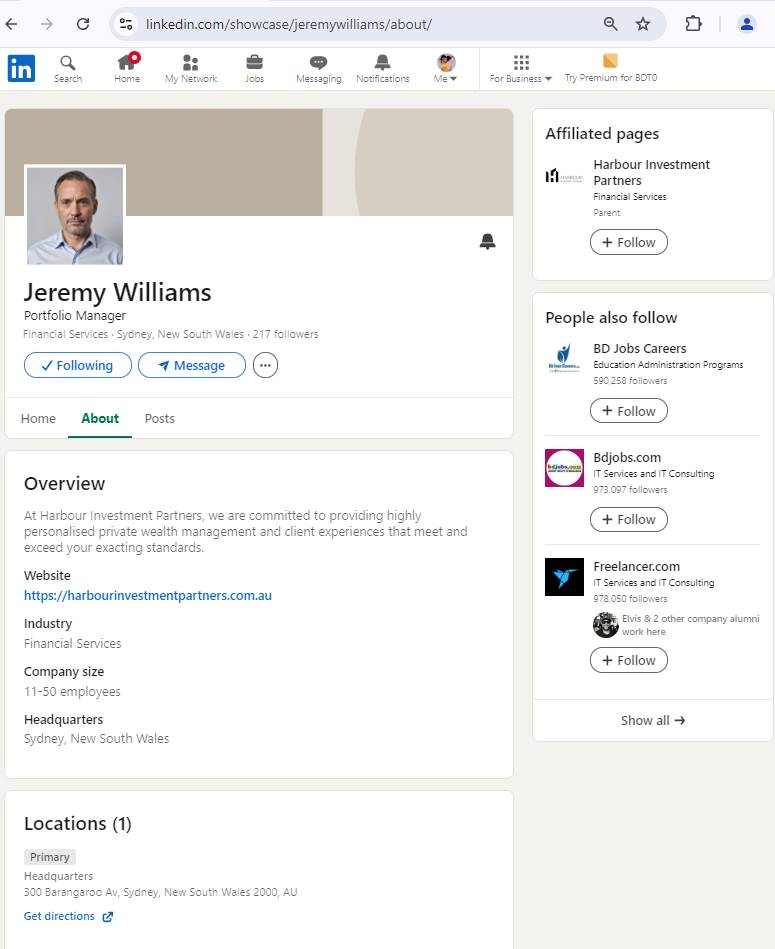 linkedin.com/showcase/jeremywilliams/about/
in
Search
Home
My Network
Jobs
Messaging
Notifications
Me
For Business
Try Premium for BDT0
Jeremy Williams
Portfolio Manager
Financial Services · Sydney, New South Wales · 217 followers
Following
Message
Home
About
Posts
Overview
At Harbour Investment Partners, we are committed to providing highly
personalised private wealth management and client experiences that meet and
exceed your exacting standards.
Website
https://harbourinvestmentpartners.com.au
Industry
Financial Services
Company size
11-50 employees
Headquarters
Sydney, New South Wales
Locations (1)
Primary
Headquarters
300 Barangaroo Av, Sydney, New South Wales 2000, AU
Get directions
Affiliated pages
HARBOUR
Harbour Investment
Partners
Financial Services
Parent
+ Follow
People also follow
BD Jobs Careers
Education Administration Programs
590,258 followers
+ Follow
bdjobs.com
Bdjobs.com
IT Services and IT Consulting
973,097 followers
+ Follow
Freelancer.com
IT Services and IT Consulting
978,050 followers
Elvis & 2 other company alumni
work here
+ Follow
Show all →